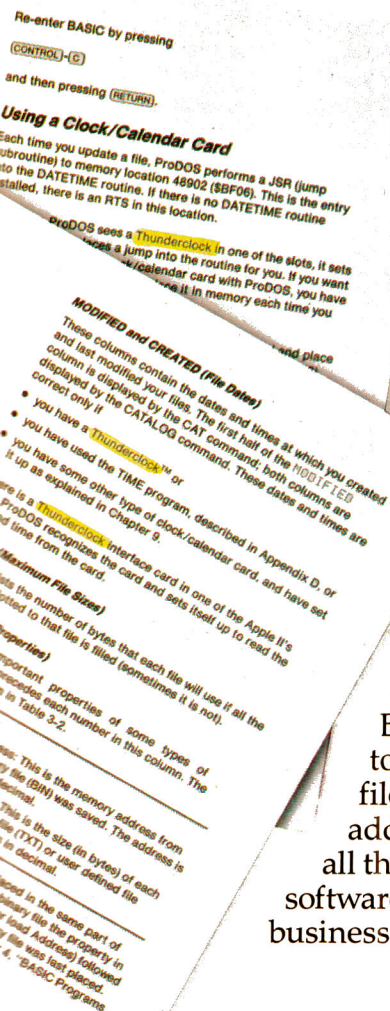 Re-enter BASIC by pressing
CONTROL-C
and then pressing RETURN.
Using a Clock/Calendar Card
Each time you update a file, ProDOS performs a JSR (jump
subroutine) to memory location 48902 ($BF06). This is the entry
to the DATETIME routine. If there is no DATETIME routine
stalled, there is an RTS in this location.
ProDOS sees a Thunderclock in one of the slots, it sets
places a jump into the routine for you. If you want
clock/calendar card with ProDOS, you have
it in memory each time you
and place
MODIFIED and CREATED (File Dates)
These columns contain the dates and times at which you created
and last modified your files. The first half of the MODIFIED
column is displayed by the CAT command; both columns are
displayed by the CATALOG command. These dates and times are
correct only if
• you have a Thunderclock™ or
• you have used the TIME program, described in Appendix D, or
• you have some other type of clock/calendar card, and have set
it up as explained in Chapter 9.
ere is a Thunderclock interface card in one of the Apple II's
ProDOS recognizes the card and sets itself up to read the
nd time from the card.
(Maximum File Sizes)
sts the number of bytes that each file will use if all the
otted to that file is filled (sometimes it is not).
Properties)
mportant properties of some types of
precedes each number in this column. The
n in Table 3-2.
ess: This is the memory address from
ry file (BIN) was saved. The address is
decimal.
This is the size (in bytes) of each
file (TXT) or user defined file
s in decimal.
laced in the same part of
binary file the property in
r load Address) followed
y file was last placed.
r 4, "BASIC Programs
to
file
add
all th
software
business